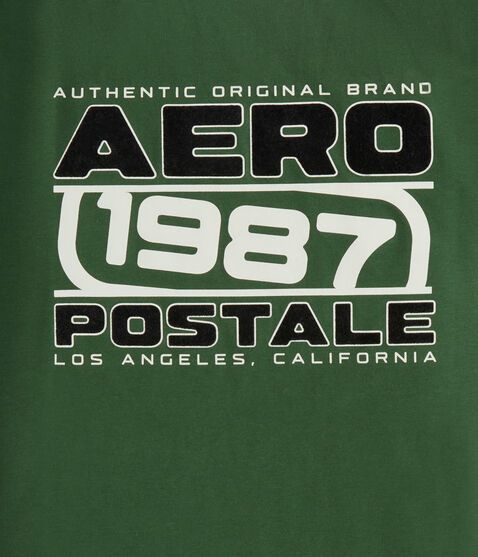 AUTHENTIC ORIGINAL BRAND
AERO
1987
POSTALE
LOS ANGELES, CALIFORNIA